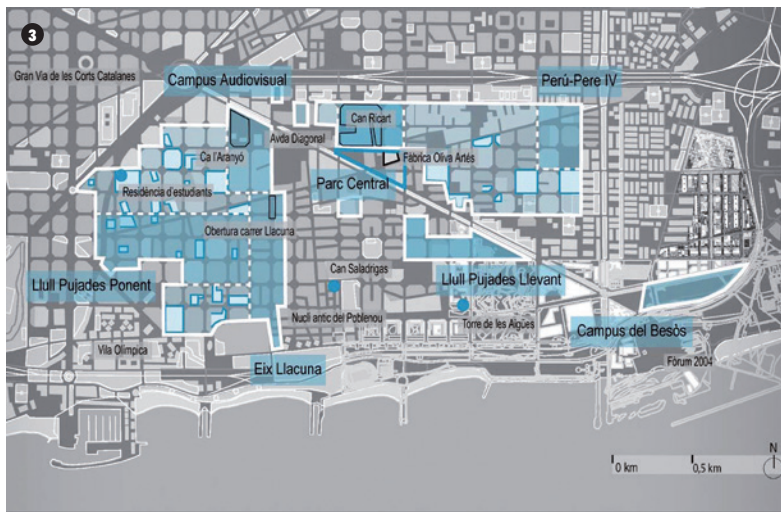 3
Gran Via de les Corts Catalanes
Campus Audiovisual
Perú-Pere IV
Can Ricart
Avda Diagonal
Ca l'Aranyó
Fàbrica Oliva Artés
Parc Central
Residència d'estudiants
Obertura carrer Llacuna
Can Saladrigas
Llull Pujades Ponent
Llull Pujades Llevant
Nucli antic del Poblenou
Torre de les Aigües
Campus del Besòs
Vila Olímpica
Eix Llacuna
Fòrum 2004
N
0 km
0,5 km